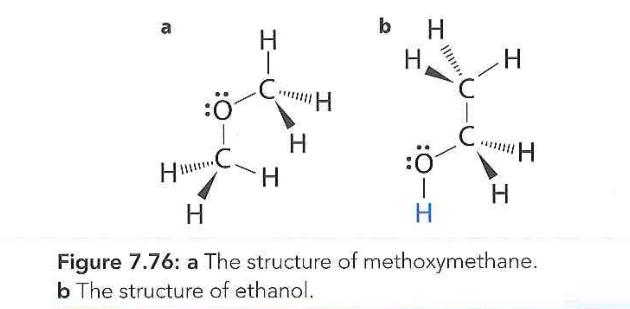 a
H
C H
:Ö
H
H C H
H
b
H
H H
C
C H
:Ö
H
H
Figure 7.76: a The structure of methoxymethane.
b The structure of ethanol.